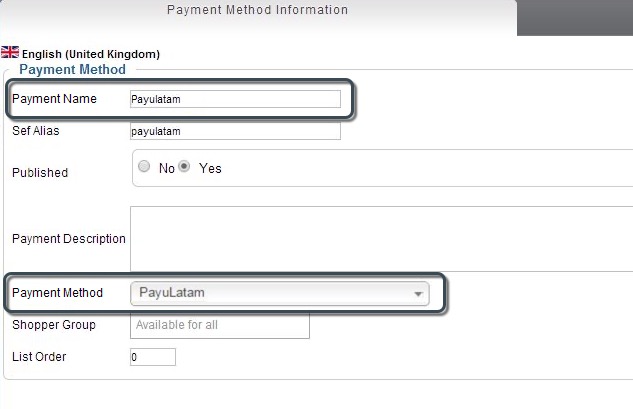 Payment Method Information
English (United Kingdom)
Payment Method
Payment Name Payulatam
Sef Alias payulatam
Published No Yes
Payment Description
Payment Method PayuLatam
Shopper Group Available for all
List Order 0